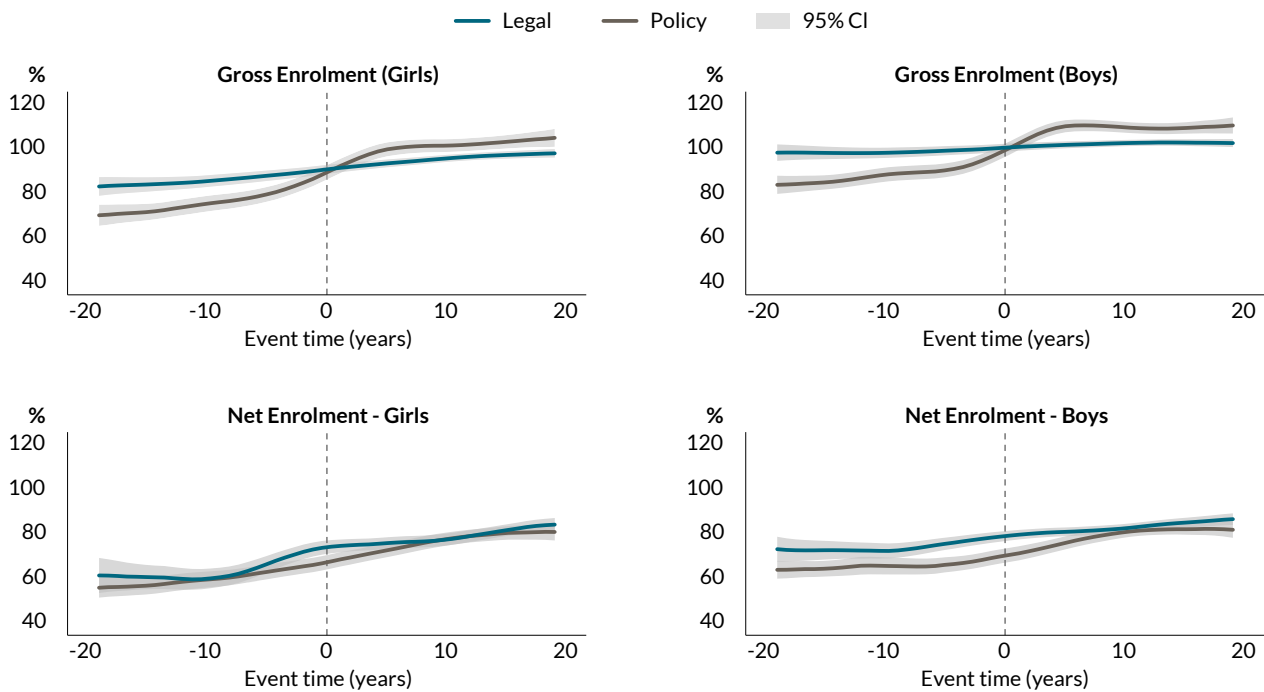 Legal Policy 95% CI
% Gross Enrolment (Girls)
120
100
80
60
40
-20 -10 0 10 20
Event time (years)
% Gross Enrolment (Boys)
120
100
80
60
40
-20 -10 0 10 20
Event time (years)
% Net Enrolment - Girls
120
100
80
60
40
-20 -10 0 10 20
Event time (years)
% Net Enrolment - Boys
120
100
80
60
40
-20 -10 0 10 20
Event time (years)